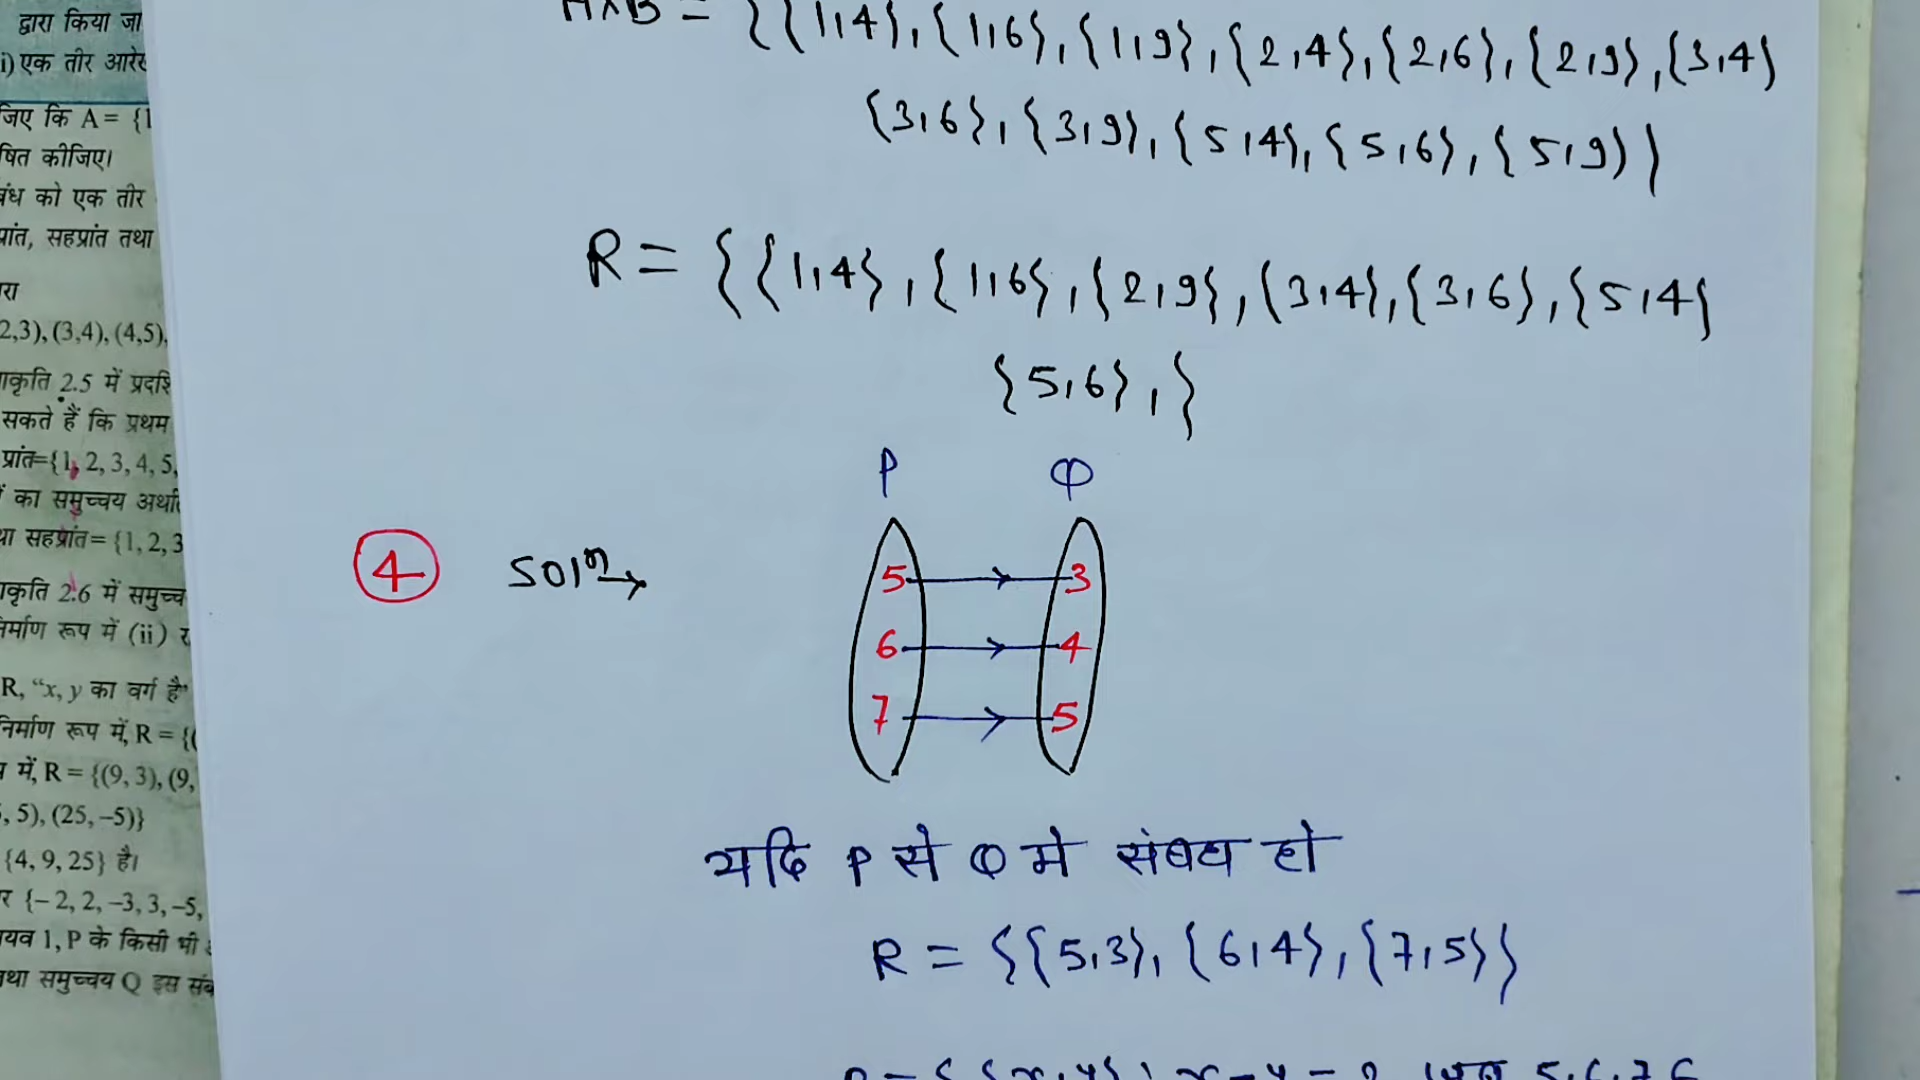 द्वारा किया जा
i) एक तीर आरेख
जिए कि A = {1
षित कीजिए।
बंध को एक तीर
प्रांत, सहप्रांत तथा
रा
2,3), (3,4), (4,5),
ाकृति 2.5 में प्रदर्शि
सकते हैं कि प्रथम
प्रांत={1, 2, 3, 4, 5,
का समुच्चय अर्थात
था सहप्रांत = {1, 2, 3
ाकृति 2.6 में समुच्च
निर्माण रूप में (ii)
R, “x, y का वर्ग है”
निर्माण रूप में, R = {(
में, R = {(9, 3), (9,
, 5), (25, –5)}
{4, 9, 25} है।
र {– 2, 2, –3, 3, –5,
यव 1, P के किसी भी
तथा समुच्चय Q इस संब
A×B = {{1,4}, {1,6}, {1,9}, {2,4}, {2,6}, {2,9}, {3,4}
{3,6}, {3,9}, {5,4}, {5,6}, {5,9}}
R = {{1,4}, {1,6}, {2,9}, {3,4}, {3,6}, {5,4}
{5,6}, }
P Q
4 Solⁿ→
5 3
6 4
7 5
यदि P से Q मे संबध हो
R = {{5,3}, {6,4}, {7,5}}